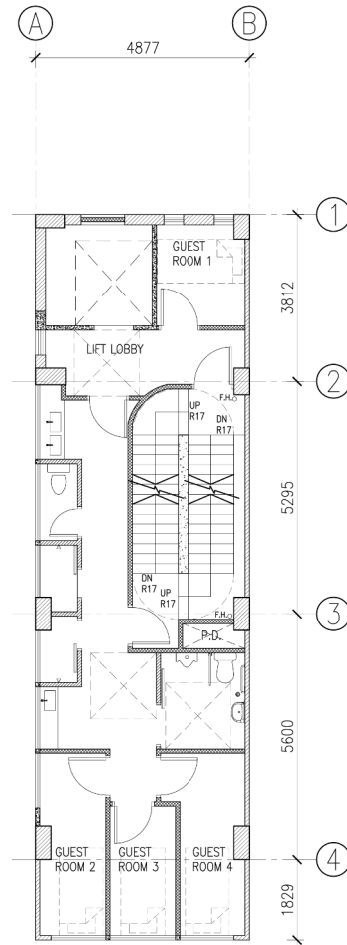 A
B
4877
1
GUEST
ROOM 1
3812
LIFT LOBBY
2
F.H.
UP
R17
DN
R17
5295
DN
R17
UP
R17
F.H.
3
P.D.
5600
GUEST
ROOM 2
GUEST
ROOM 3
GUEST
ROOM 4
4
1829